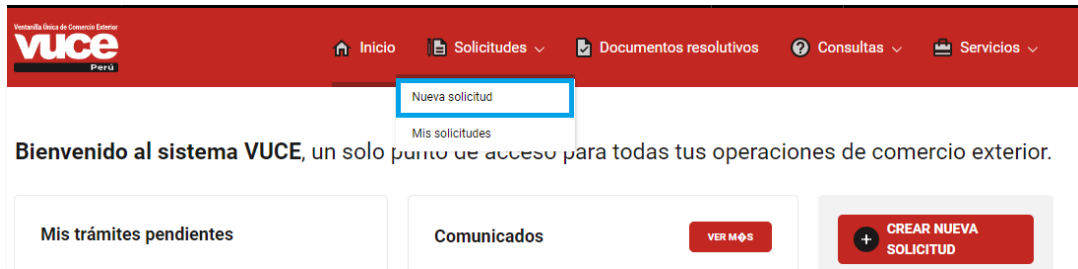 Ventanilla Única de Comercio Exterior
vuce
Perú
Inicio
Solicitudes
Documentos resolutivos
Consultas
Servicios
Nueva solicitud
Mis solicitudes
Bienvenido al sistema VUCE, un solo punto de acceso para todas tus operaciones de comercio exterior.
Mis trámites pendientes
Comunicados
VER M�S
CREAR NUEVA
SOLICITUD